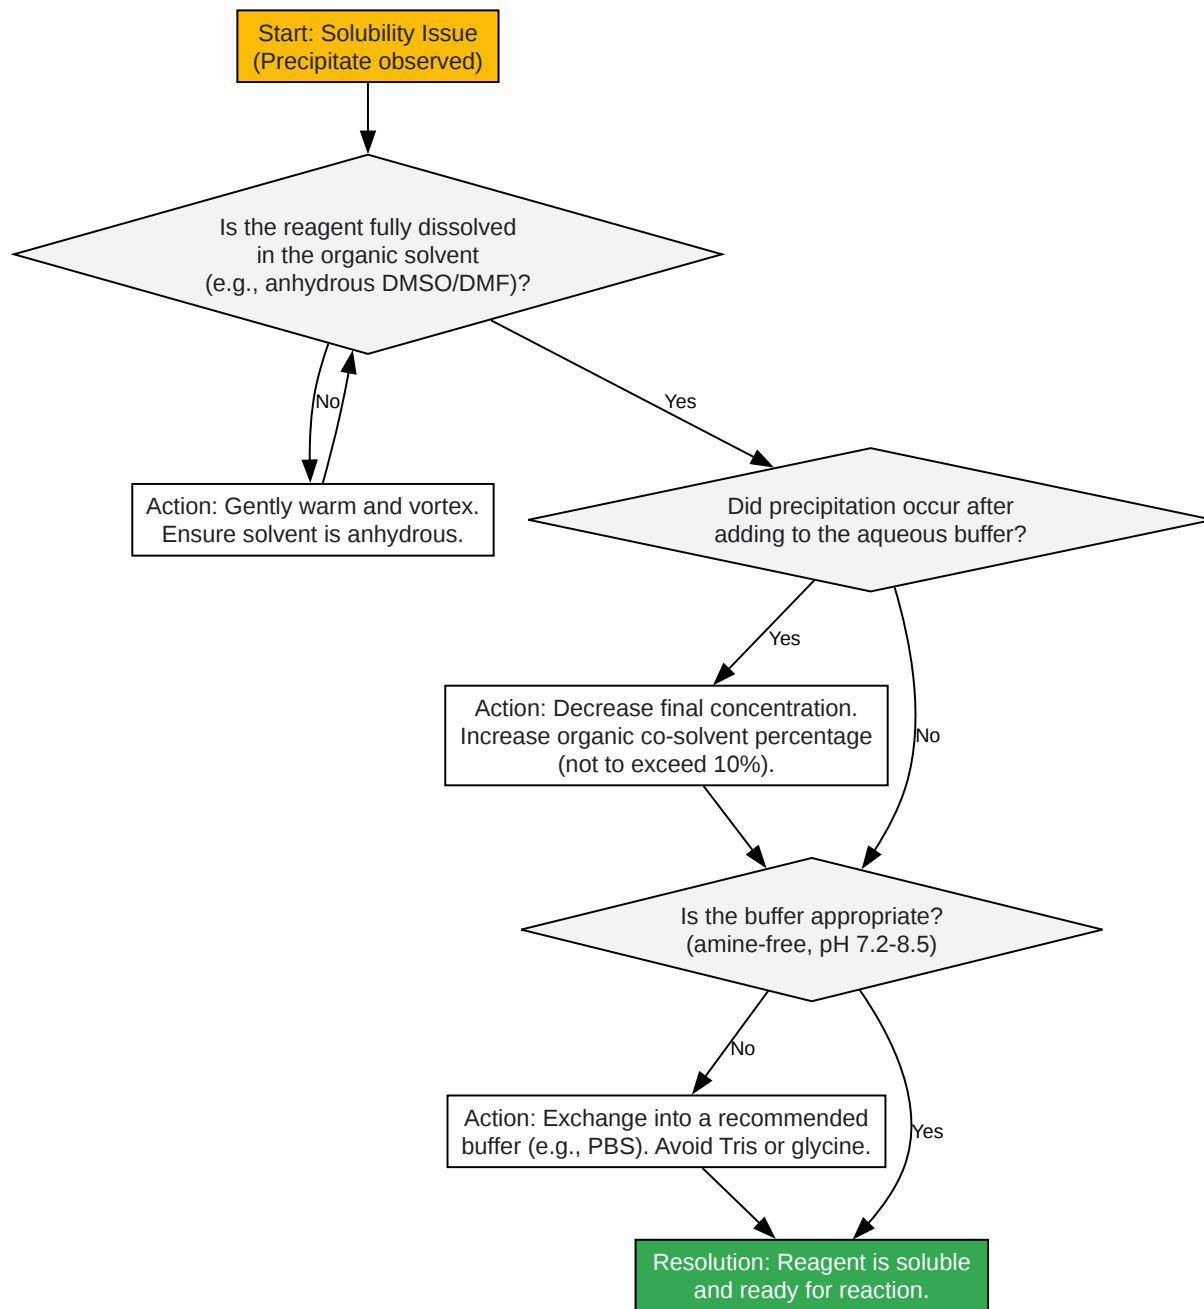 Start: Solubility Issue
(Precipitate observed)
Is the reagent fully dissolved
in the organic solvent
(e.g., anhydrous DMSO/DMF)?
No
Yes
Action: Gently warm and vortex.
Ensure solvent is anhydrous.
Did precipitation occur after
adding to the aqueous buffer?
Yes
No
Action: Decrease final concentration.
Increase organic co-solvent percentage
(not to exceed 10%).
Is the buffer appropriate?
(amine-free, pH 7.2-8.5)
No
Yes
Action: Exchange into a recommended
buffer (e.g., PBS). Avoid Tris or glycine.
Resolution: Reagent is soluble
and ready for reaction.